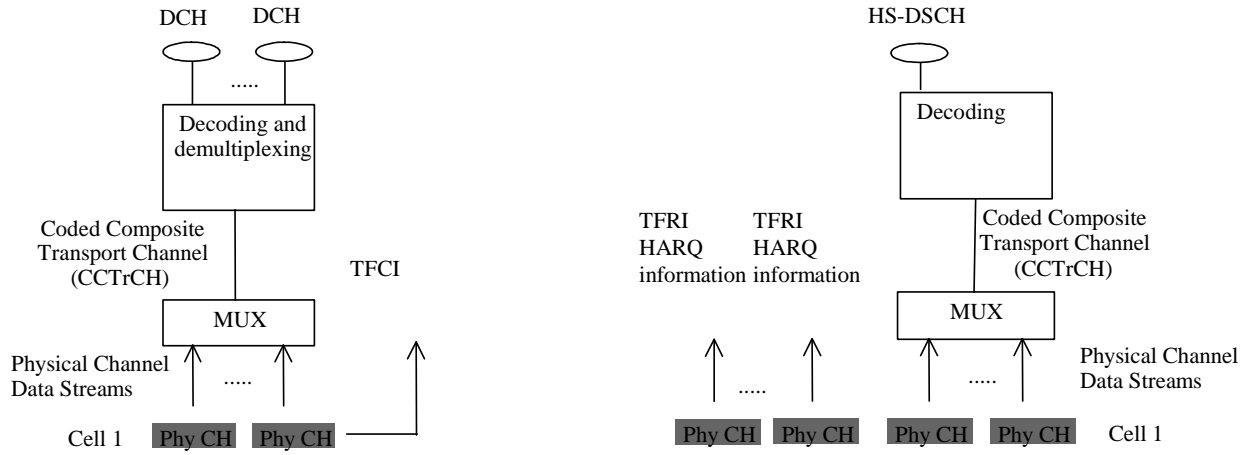 DCH DCH
.....
Decoding and
demultiplexing
Coded Composite
Transport Channel
(CCTrCH)
TFCI
MUX
Physical Channel
Data Streams
.....
Cell 1 Phy CH Phy CH
HS-DSCH
Decoding
TFRI TFRI
HARQ HARQ
information information
Coded Composite
Transport Channel
(CCTrCH)
MUX
Physical Channel
Data Streams
..... .....
Phy CH Phy CH Phy CH Phy CH Cell 1